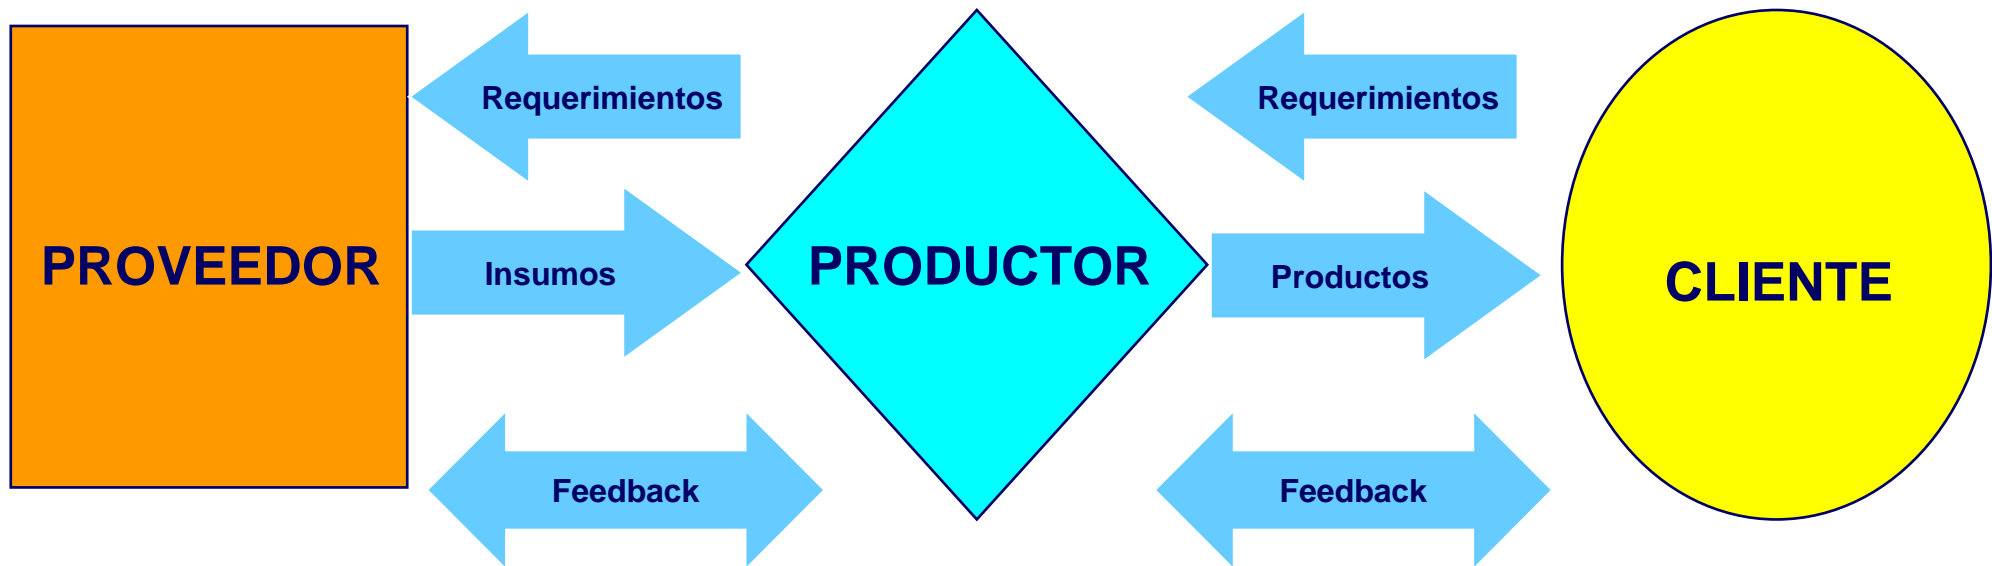 Requerimientos
Requerimientos
PROVEEDOR
Insumos
PRODUCTOR
Productos
CLIENTE
Feedback
Feedback